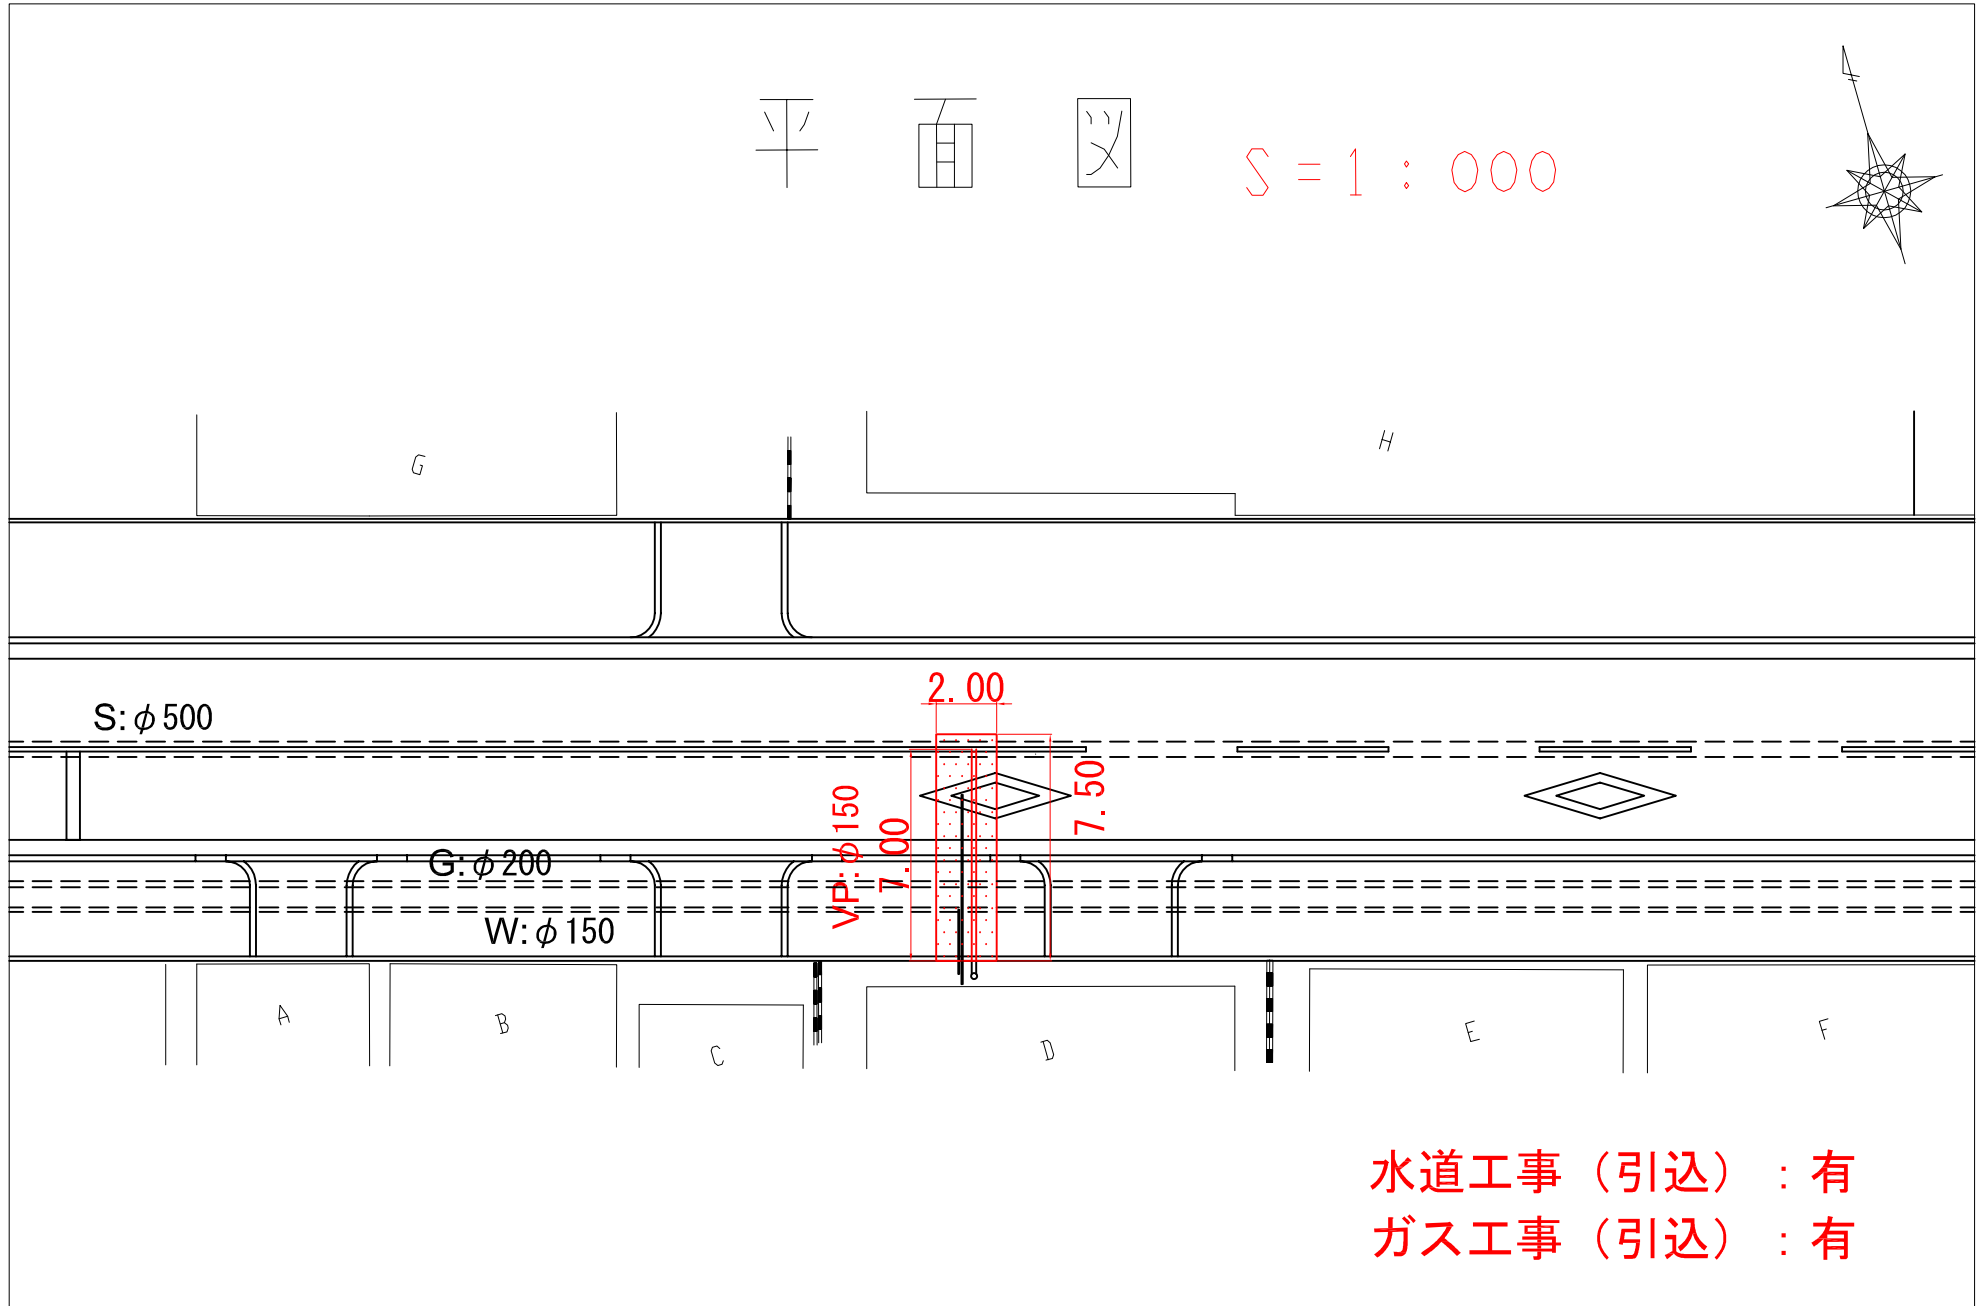 平面図 S=1:000
G
H
2.00
S:φ500
7.50
VP:φ150
7.00
G:φ200
W:φ150
A
B
C
D
E
F
水道工事（引込）：有
ガス工事（引込）：有